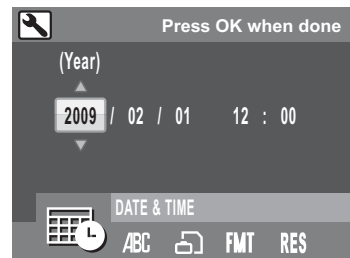 Press OK when done
(Year)
2009 / 02 / 01 12 : 00
DATE & TIME
ABC FMT RES